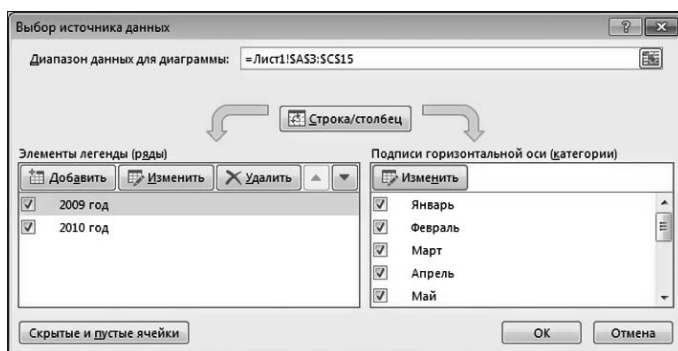 Выбор источника данных
Диапазон данных для диаграммы: =Лист1!$A$3:$C$15
Строка/столбец
Элементы легенды (ряды)
Добавить Изменить Удалить
2009 год
2010 год
Подписи горизонтальной оси (категории)
Изменить
Январь
Февраль
Март
Апрель
Май
Скрытые и пустые ячейки
ОК Отмена